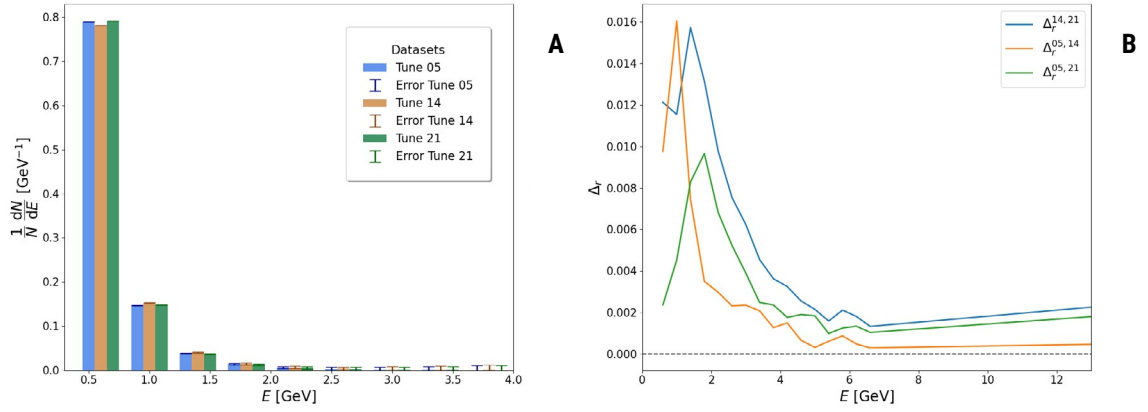 0.8
0.7
0.6
0.5
0.4
0.3
0.2
0.1
0.0
1/N dN/dE [GeV⁻¹]
0.5 1.0 1.5 2.0 2.5 3.0 3.5 4.0
E [GeV]
Datasets
Tune 05
Error Tune 05
Tune 14
Error Tune 14
Tune 21
Error Tune 21
A
0.016
0.014
0.012
0.010
0.008
0.006
0.004
0.002
0.000
Δr
0 2 4 6 8 10 12
E [GeV]
Δr^14,21
Δr^05,14
Δr^05,21
B